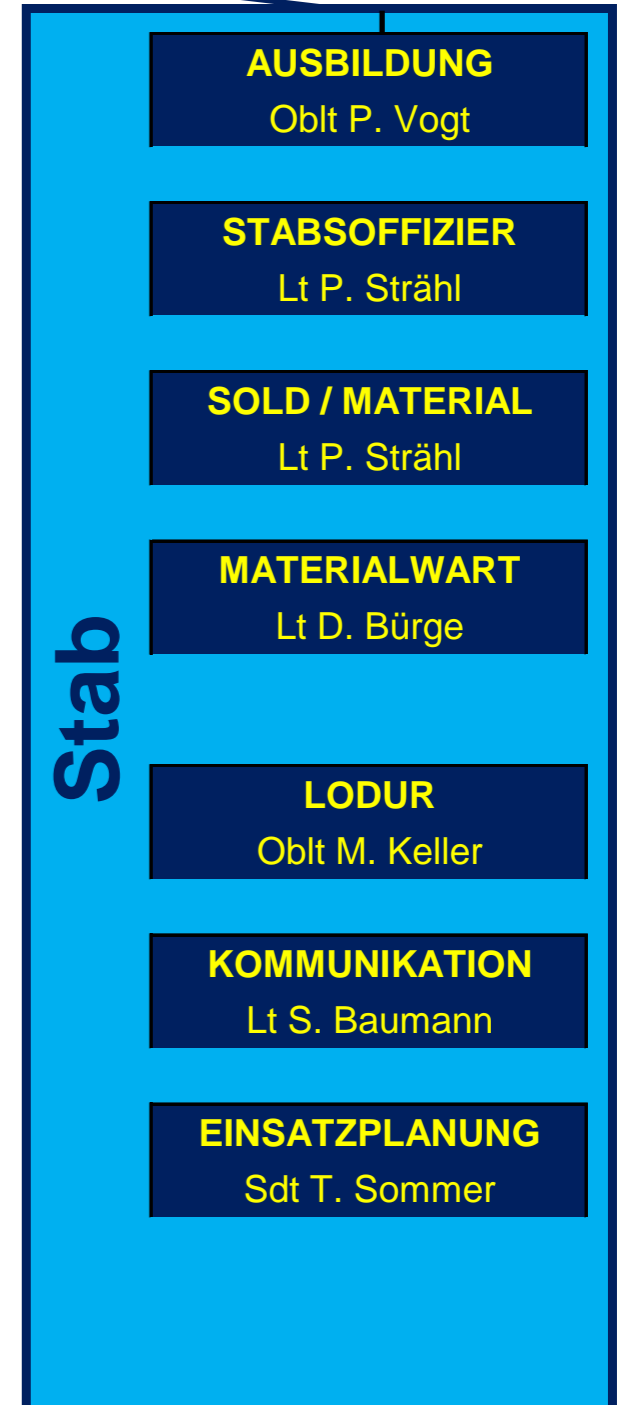 Stab
AUSBILDUNG
Oblt P. Vogt
STABSOFFIZIER
Lt P. Strähl
SOLD / MATERIAL
Lt P. Strähl
MATERIALWART
Lt D. Bürge
LODUR
Oblt M. Keller
KOMMUNIKATION
Lt S. Baumann
EINSATZPLANUNG
Sdt T. Sommer